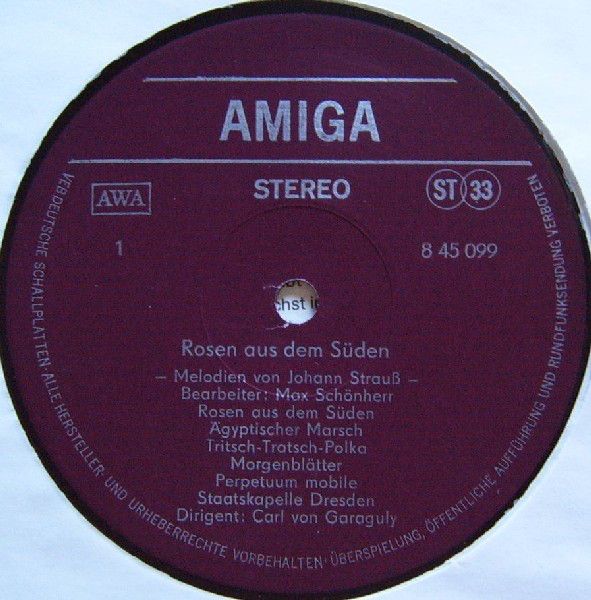 AMIGA
STEREO
AWA
ST 33
1
8 45 099
chst i
Rosen aus dem Süden
– Melodien von Johann Strauß –
Bearbeiter: Max Schönherr
Rosen aus dem Süden
Ägyptischer Marsch
Tritsch-Tratsch-Polka
Morgenblätter
Perpetuum mobile
Staatskapelle Dresden
Dirigent: Carl von Garaguly
VEB DEUTSCHE SCHALLPLATTEN · ALLE HERSTELLER- UND URHEBERRECHTE VORBEHALTEN · ÜBERSPIELUNG, ÖFFENTLICHE AUFFÜHRUNG UND RUNDFUNKSENDUNG VERBOTEN